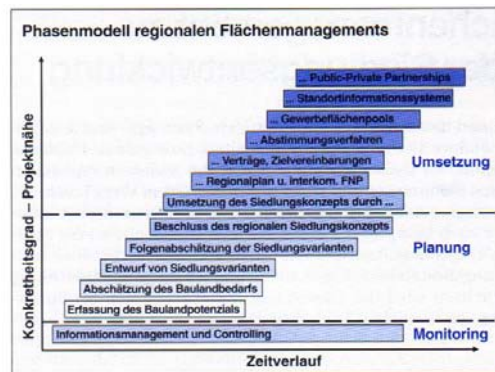 Phasenmodell regionalen Flächenmanagements
Konkretheitsgrad – Projektnähe
... Public-Private Partnerships
... Standortinformationssysteme
... Gewerbeflächenpools
... Abstimmungsverfahren
... Verträge, Zielvereinbarungen
Umsetzung
... Regionalplan u. interkom. FNP
Umsetzung des Siedlungskonzepts durch ...
Beschluss des regionalen Siedlungskonzepts
Folgenabschätzung der Siedlungsvarianten
Planung
Entwurf von Siedlungsvarianten
Abschätzung des Baulandbedarfs
Erfassung des Baulandpotenzials
Informationsmanagement und Controlling
Monitoring
Zeitverlauf